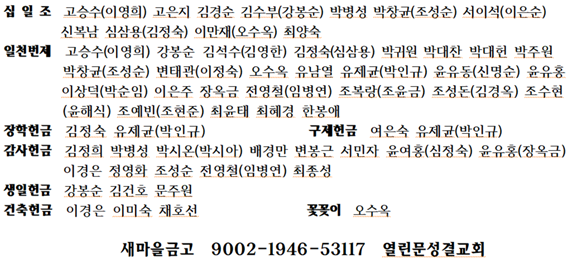 십 일 조 고승수(이영희) 고은지 김경순 김수부(강봉순) 박병성 박창균(조성순) 서이석(이은순)
신복남 심삼용(김정숙) 이만재(오수옥) 최양숙
일천번제 고승수(이영희) 강봉순 김석수(김영한) 김정숙(심삼용) 박귀원 박대찬 박대헌 박주원
박창균(조성순) 변태관(이정숙) 오수옥 유남열 유제균(박인규) 윤유동(신명순) 윤유흥
이상덕(박순임) 이은주 장옥금 전영철(임병연) 조복랑(조윤금) 조성돈(김경옥) 조수현
(윤해식) 조예빈(조현준) 최윤태 최혜경 한봉애
장학헌금 김정숙 유제균(박인규) 구제헌금 여은숙 유제균(박인규)
감사헌금 김정희 박병성 박시온(박시아) 배경만 변봉근 서민자 윤여흥(심정숙) 윤유흥(장옥금)
이경은 정영화 조성순 전영철(임병연) 최종성
생일헌금 강봉순 김건호 문주원
건축헌금 이경은 이미숙 채호선 꽃꽂이 오수옥
새마을금고 9002-1946-53117 열린문성결교회